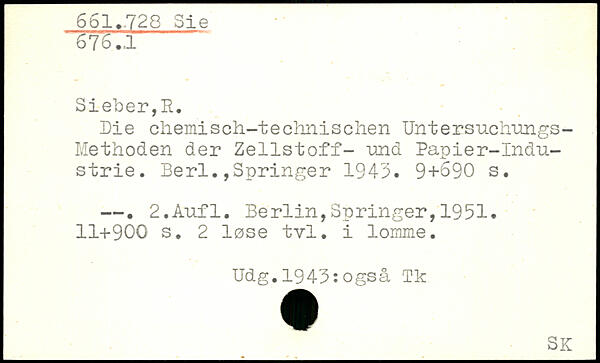 661.728 Sie
676.1
Sieber,R.
Die chemisch-technischen Untersuchungs-
Methoden der Zellstoff- und Papier-Indu-
strie. Berl.,Springer 1943. 9+690 s.
--. 2.Aufl. Berlin,Springer,1951.
11+900 s. 2 løse tvl. i lomme.
Udg.1943:også Tk
SK